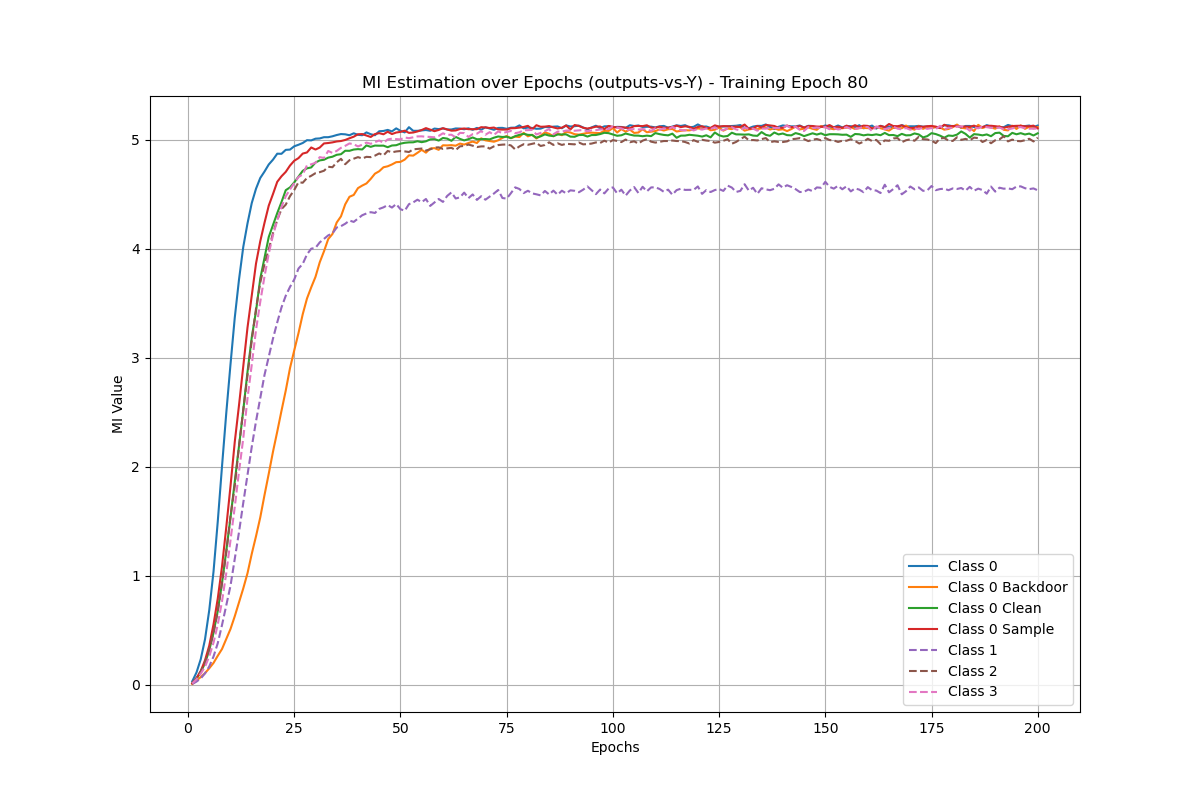 MI Estimation over Epochs (outputs-vs-Y) - Training Epoch 80
MI Value
5
4
3
2
1
0
0 25 50 75 100 125 150 175 200
Epochs
Class 0
Class 0 Backdoor
Class 0 Clean
Class 0 Sample
Class 1
Class 2
Class 3